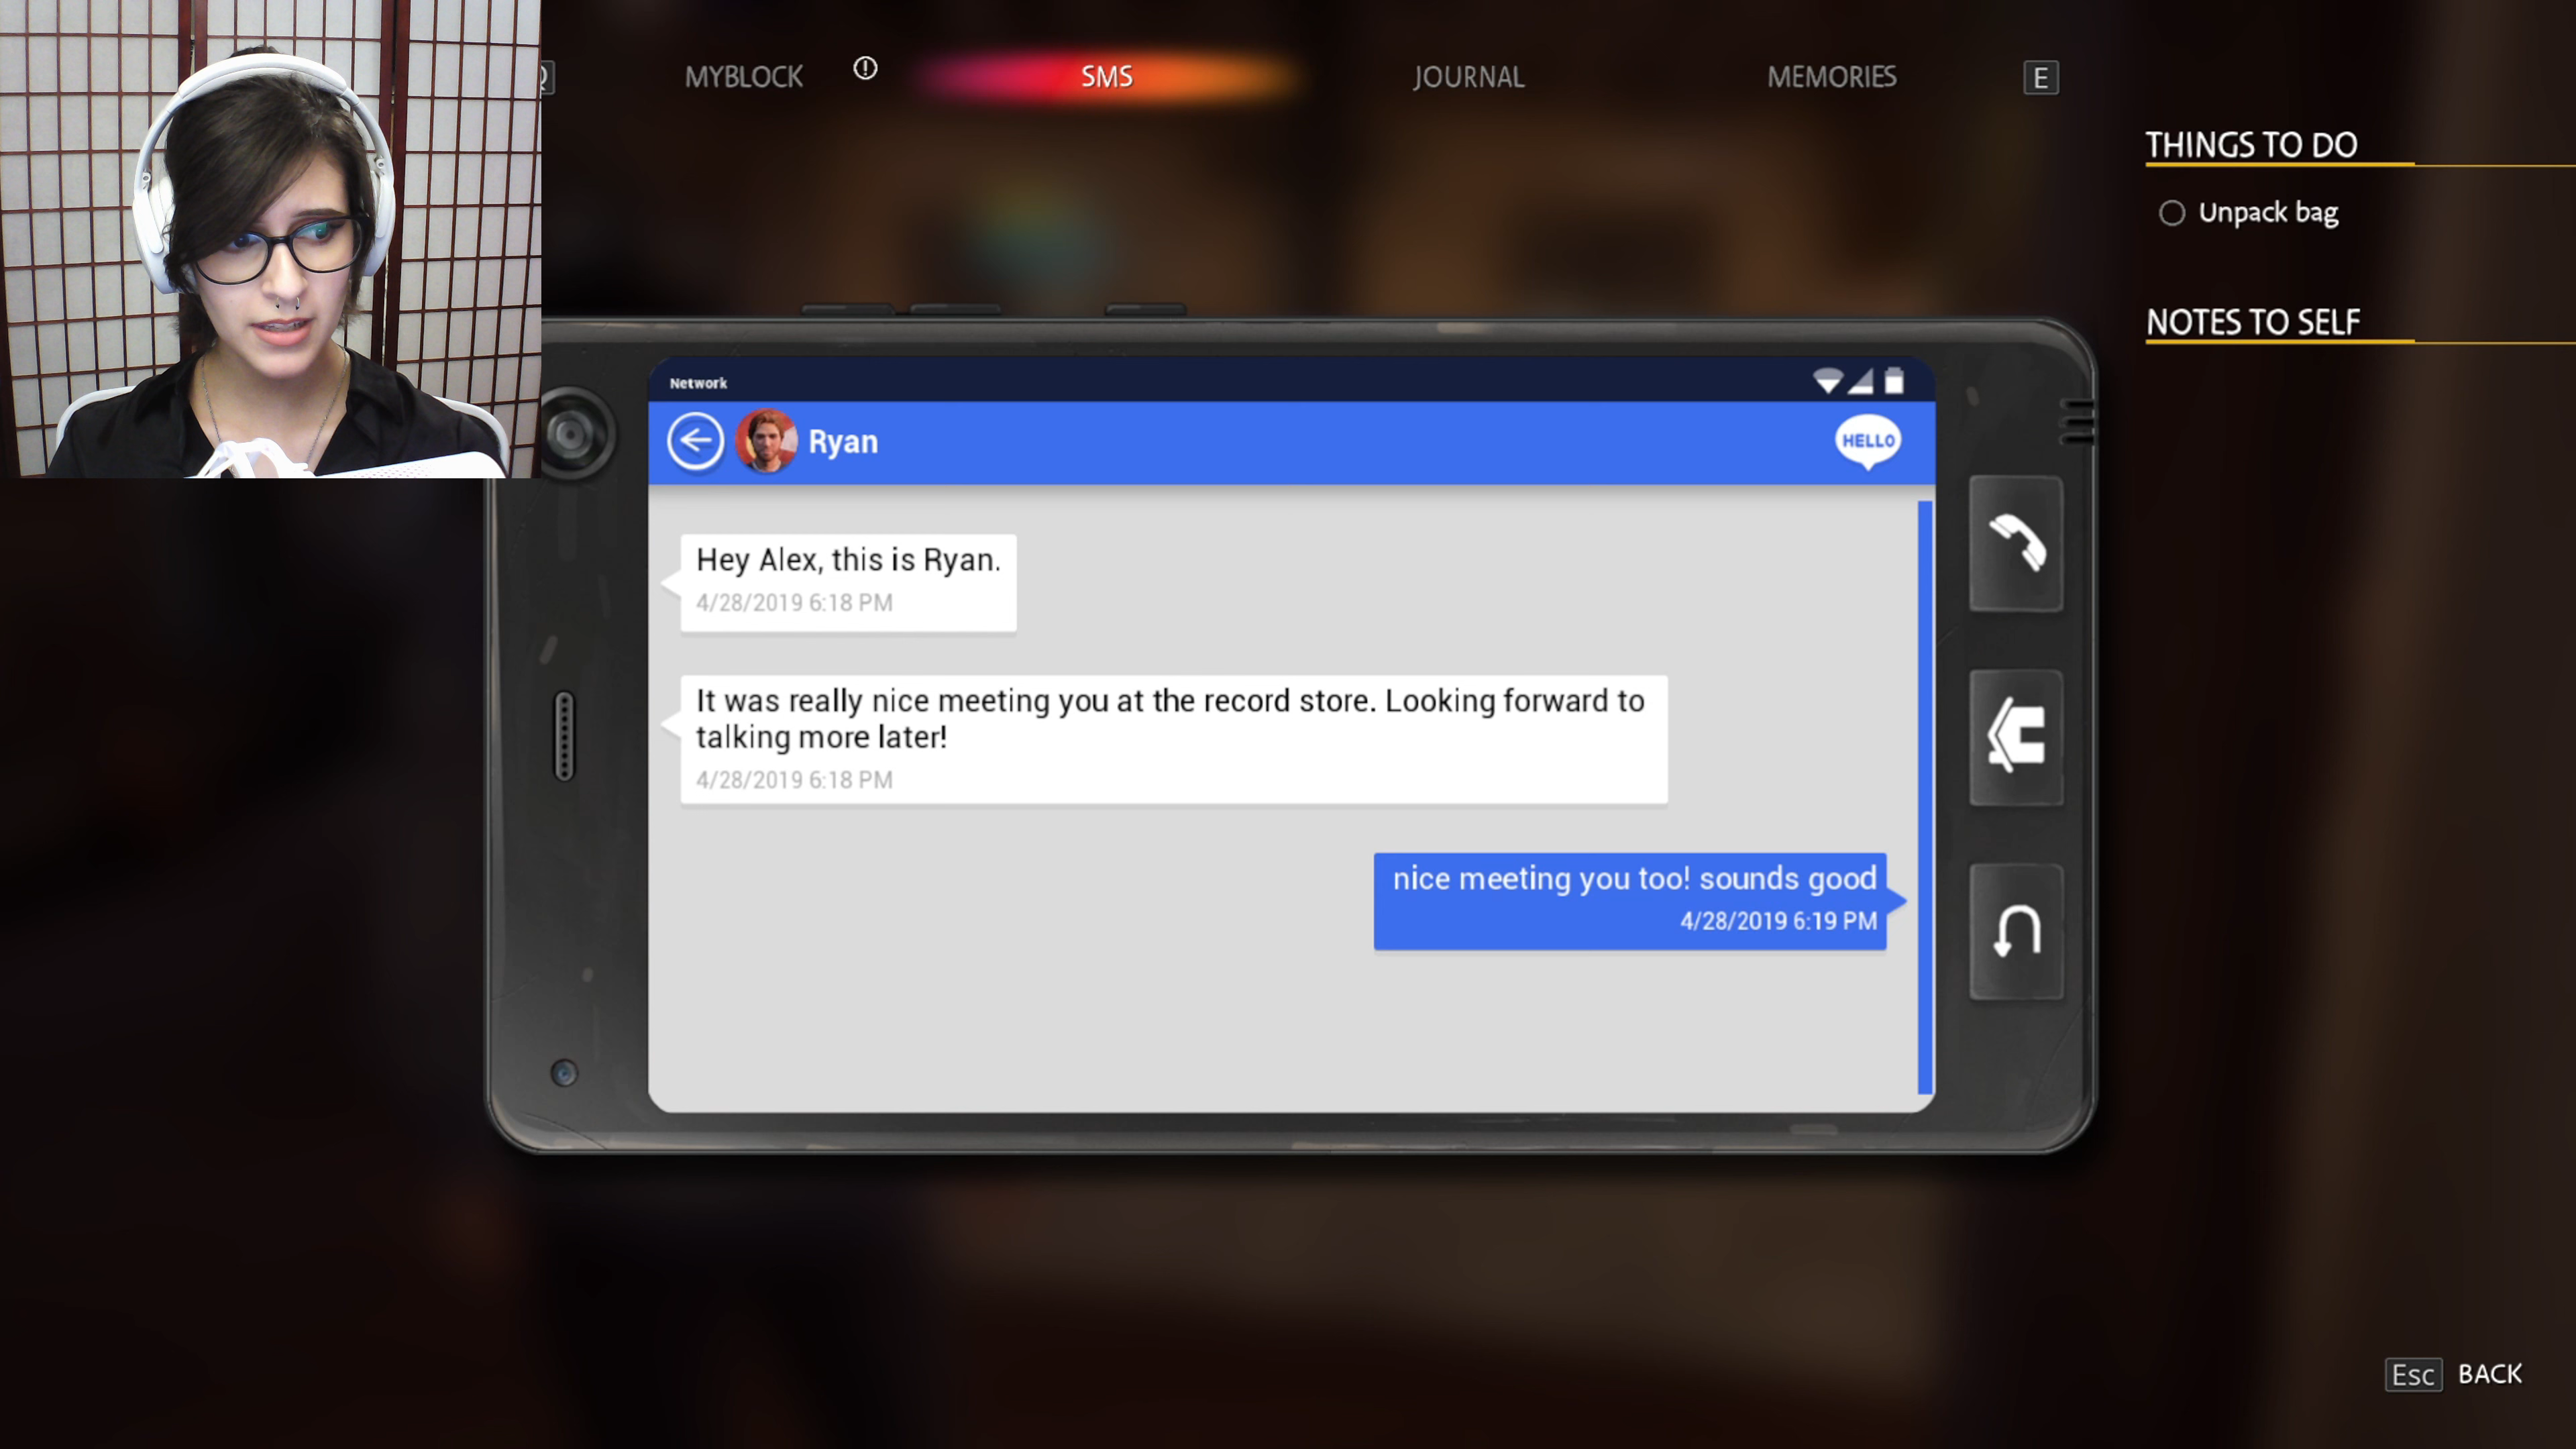 MYBLOCK
SMS
JOURNAL
MEMORIES
E
THINGS TO DO
Unpack bag
NOTES TO SELF
Network
Ryan
HELLO
Hey Alex, this is Ryan.
4/28/2019 6:18 PM
It was really nice meeting you at the record store. Looking forward to
talking more later!
4/28/2019 6:18 PM
nice meeting you too! sounds good
4/28/2019 6:19 PM
Esc BACK